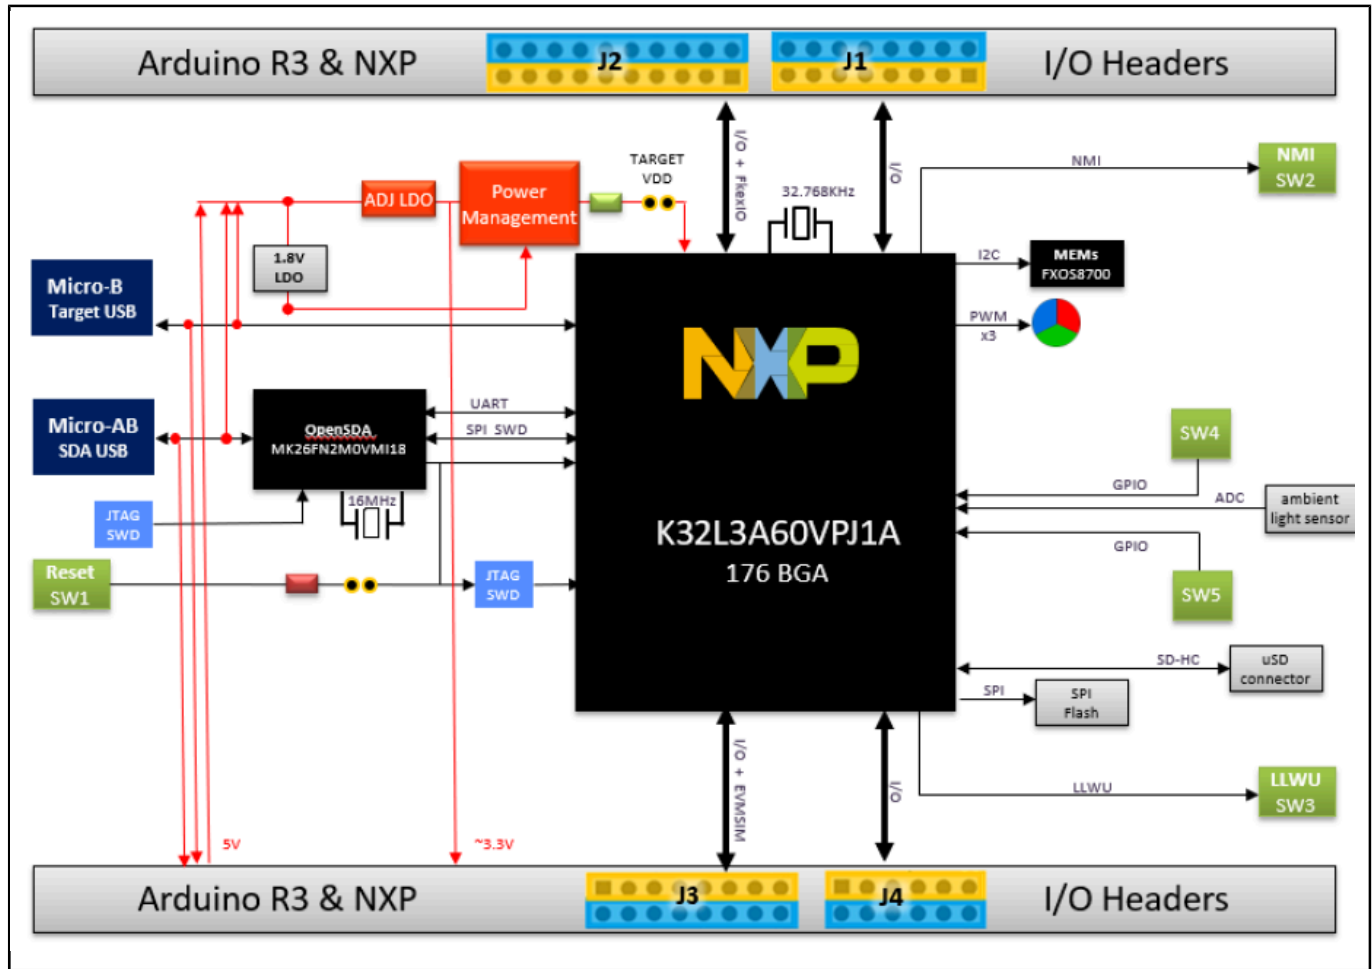 Arduino R3 & NXP
J2
J1
I/O Headers
I/O + FkexIO
I/O
NMI
NMI
SW2
TARGET
VDD
32.768KHz
ADJ LDO
Power
Management
1.8V
LDO
I2C
MEMs
FXOS8700
Micro-B
Target USB
PWM
x3
NXP
Micro-AB
SDA USB
OpenSDA
MK26FN2M0VMI18
UART
SPI SWD
SW4
16MHz
GPIO
ADC
ambient
light sensor
JTAG
SWD
K32L3A60VPJ1A
176 BGA
GPIO
Reset
SW1
JTAG
SWD
SW5
SD-HC
uSD
connector
SPI
SPI
Flash
I/O + EVMSIM
I/O
LLWU
LLWU
SW3
5V
~3.3V
Arduino R3 & NXP
J3
J4
I/O Headers